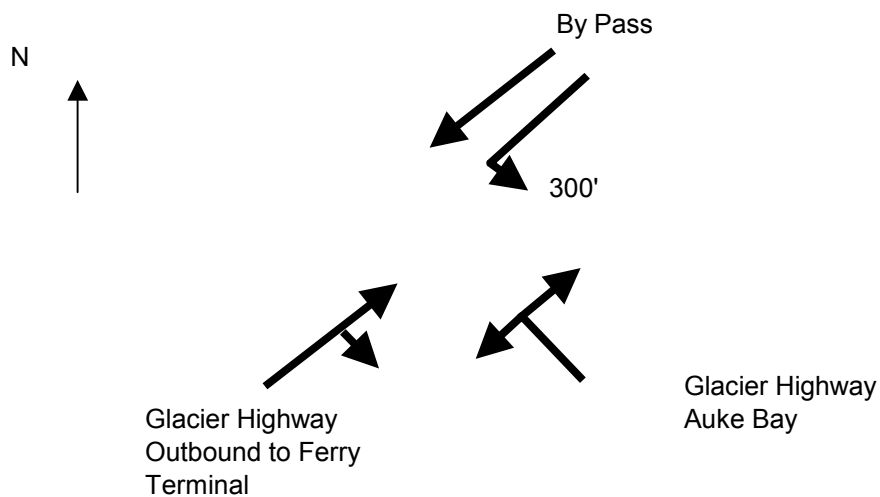 By Pass
N
300'
Glacier Highway
Auke Bay
Glacier Highway
Outbound to Ferry
Terminal